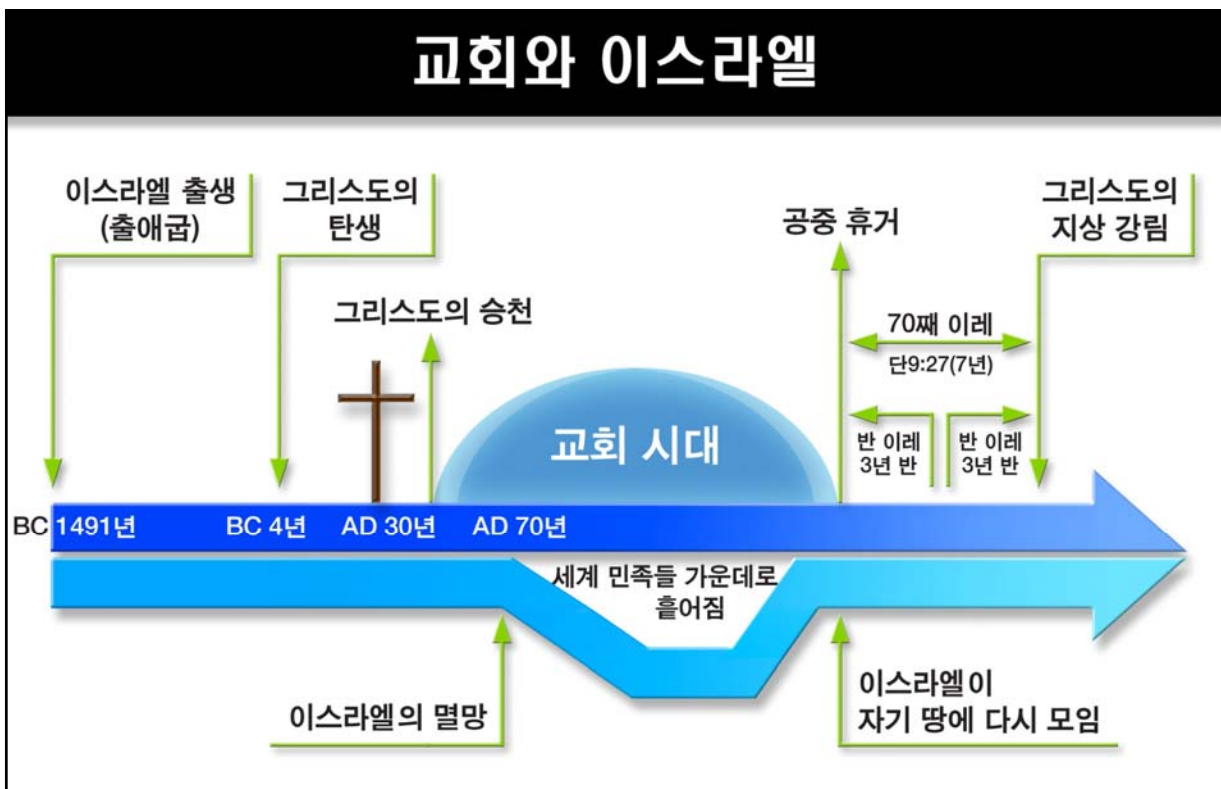 교회와 이스라엘
이스라엘 출생
(출애굽)
그리스도의
탄생
그리스도의 승천
공중 휴거
그리스도의
지상 강림
70째 이레
단9:27(7년)
반 이레
3년 반
반 이레
3년 반
교회 시대
BC 1491년
BC 4년
AD 30년
AD 70년
세계 민족들 가운데로
흩어짐
이스라엘의 멸망
이스라엘이
자기 땅에 다시 모임